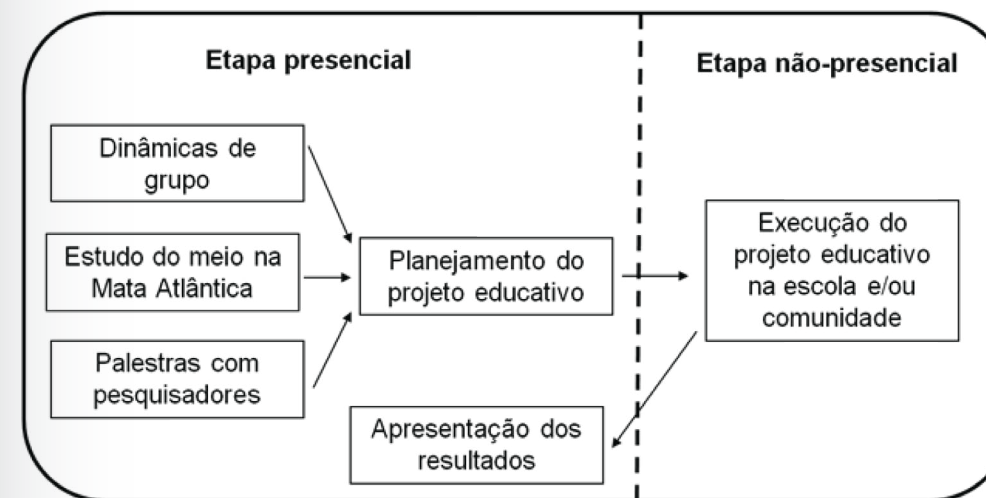 Etapa presencial
Etapa não-presencial
Dinâmicas de
grupo
Estudo do meio na
Mata Atlântica
Palestras com
pesquisadores
Planejamento do
projeto educativo
Execução do
projeto educativo
na escola e/ou
comunidade
Apresentação dos
resultados